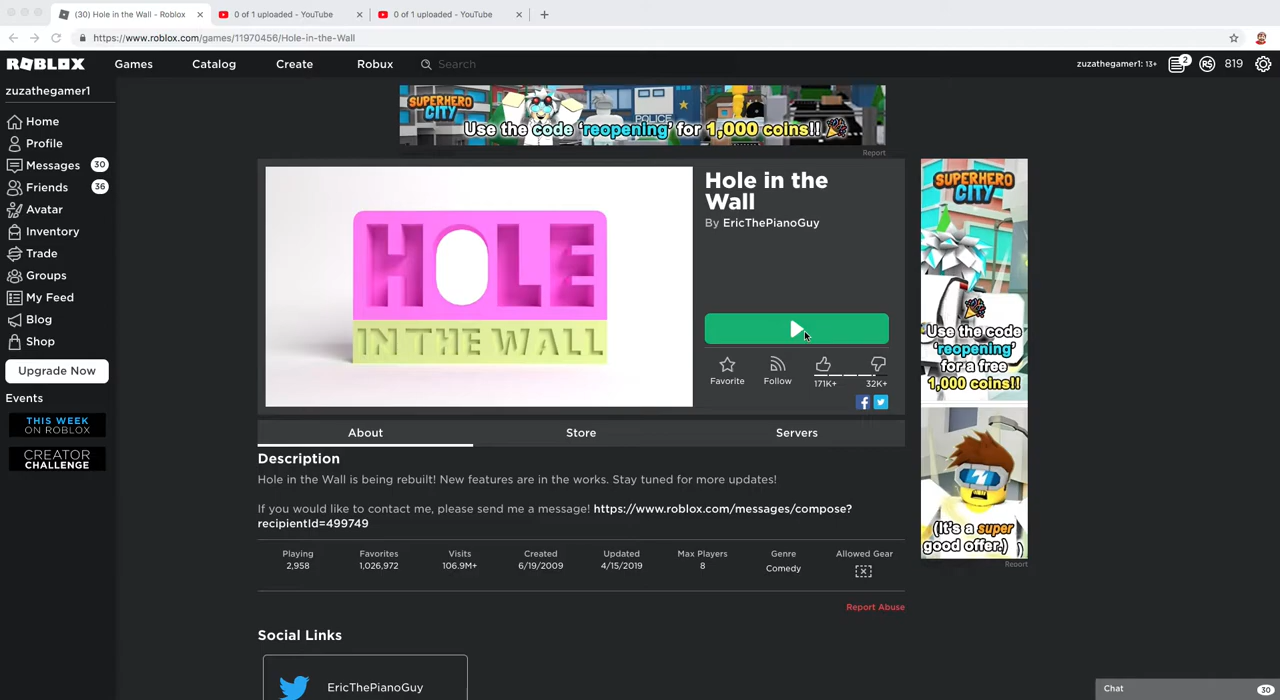 (30) Hole in the Wall - Roblox
0 of 1 uploaded - YouTube
0 of 1 uploaded - YouTube
https://www.roblox.com/games/11970456/Hole-in-the-Wall
ROBLOX
Games
Catalog
Create
Robux
Search
zuzathegamer1: 13+
2
819
zuzathegamer1
Home
Profile
Messages 30
Friends 36
Avatar
Inventory
Trade
Groups
My Feed
Blog
Shop
Upgrade Now
Events
THIS WEEK
ON ROBLOX
CREATOR
CHALLENGE
SUPERHERO
CITY
POLICE
Use the code 'reopening' for 1,000 coins!!
Report
HOLE
IN THE WALL
Hole in the
Wall
By EricThePianoGuy
Favorite
Follow
171K+
32K+
SUPERHERO
CITY
Use the code
'reopening'
for a free
1,000 coins!!
(It's a super
good offer.)
Report
About
Store
Servers
Description
Hole in the Wall is being rebuilt! New features are in the works. Stay tuned for more updates!
If you would like to contact me, please send me a message! https://www.roblox.com/messages/compose?
recipientId=499749
Playing Favorites Visits Created Updated Max Players Genre Allowed Gear
2,958 1,026,972 106.9M+ 6/19/2009 4/15/2019 8 Comedy
Report Abuse
Social Links
EricThePianoGuy
Chat
30